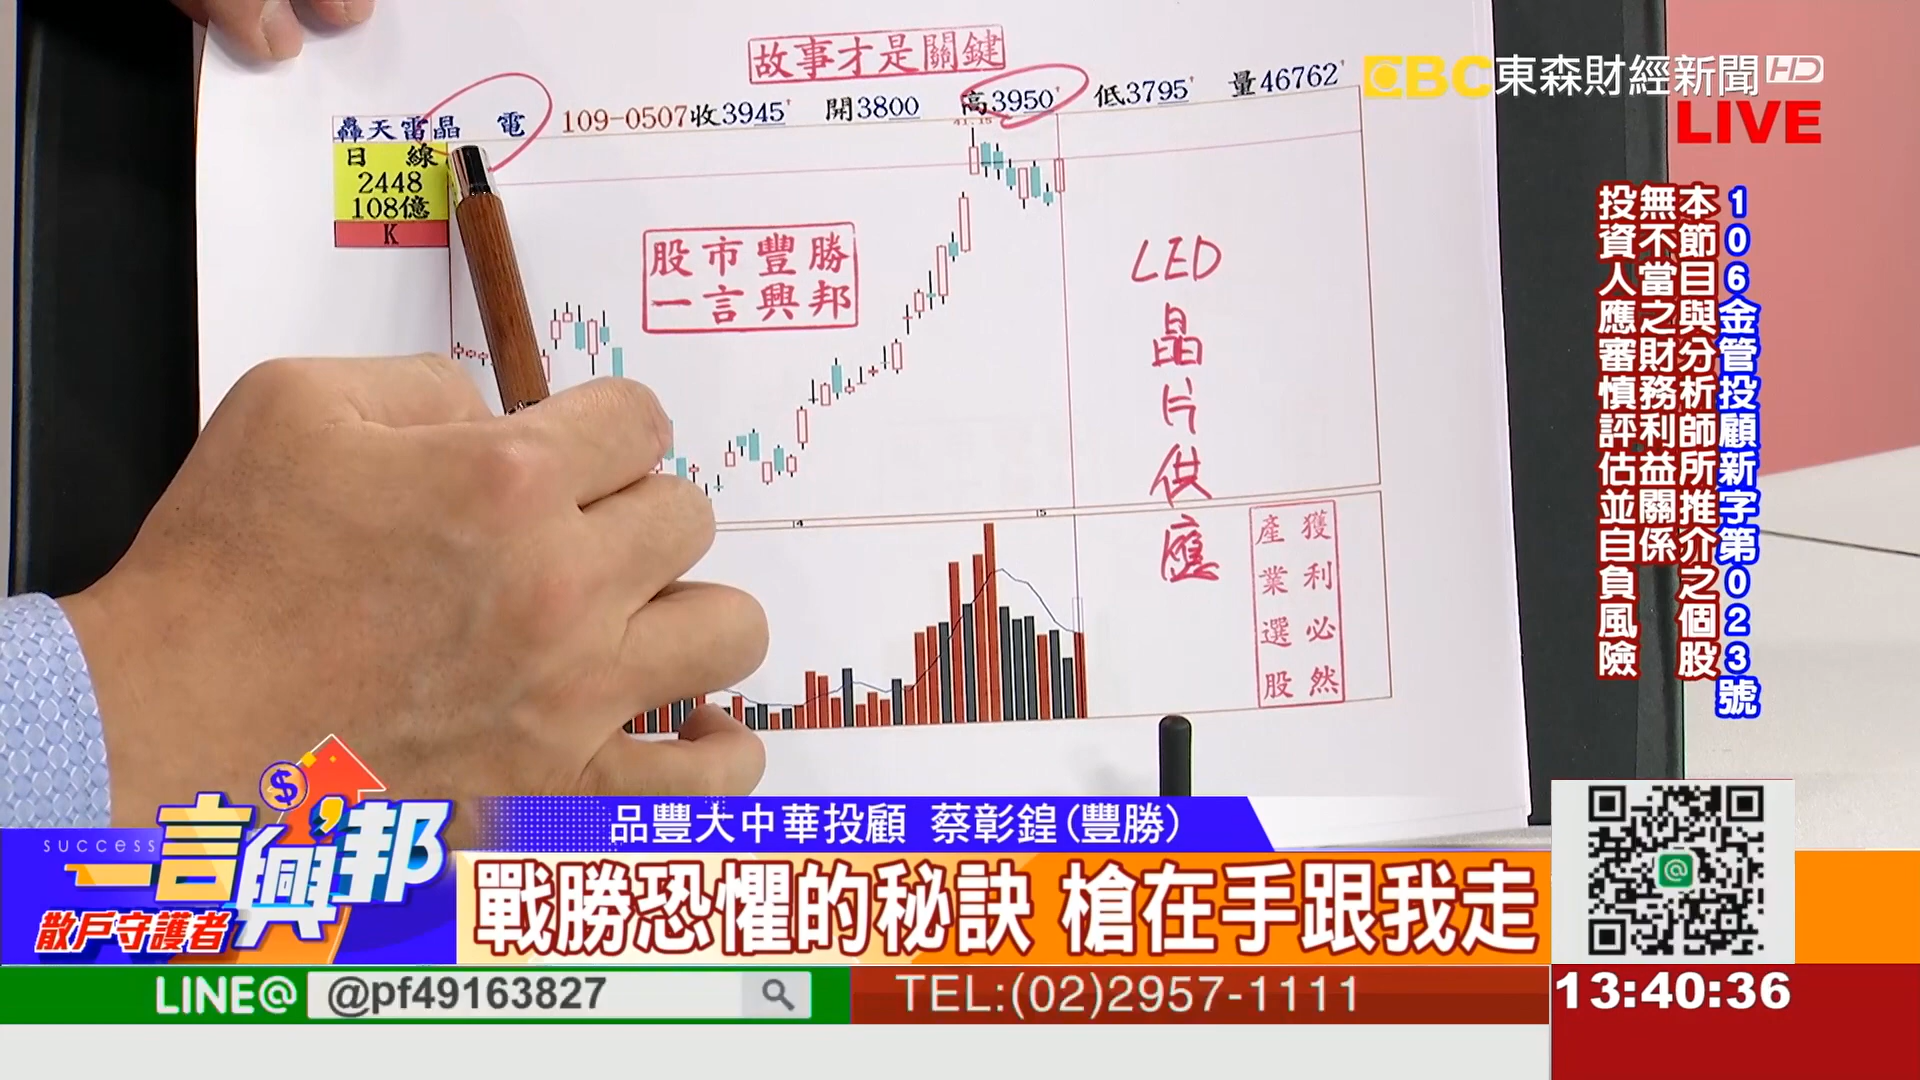 故事才是關鍵
EBC東森財經新聞HD
LIVE
轟天雷晶 電 109-0507收3945↑ 開3800 高3950↑ 低3795↑ 量46762↑
日 線
2448
108億
K
41.15
股市豐勝
一言興邦
LED
晶
片
供
應
4
5
獲利必然
產業選股
106金管投顧新字第023號
本節目與分析師所推介之個股
無不當之財務利益關係
投資人應審慎評估並自負風險
success
一言興邦
散戶守護者
$
品豐大中華投顧 蔡彰鍠(豐勝)
戰勝恐懼的秘訣 槍在手跟我走
LINE@ @pf49163827
TEL:(02)2957-1111
13:40:36